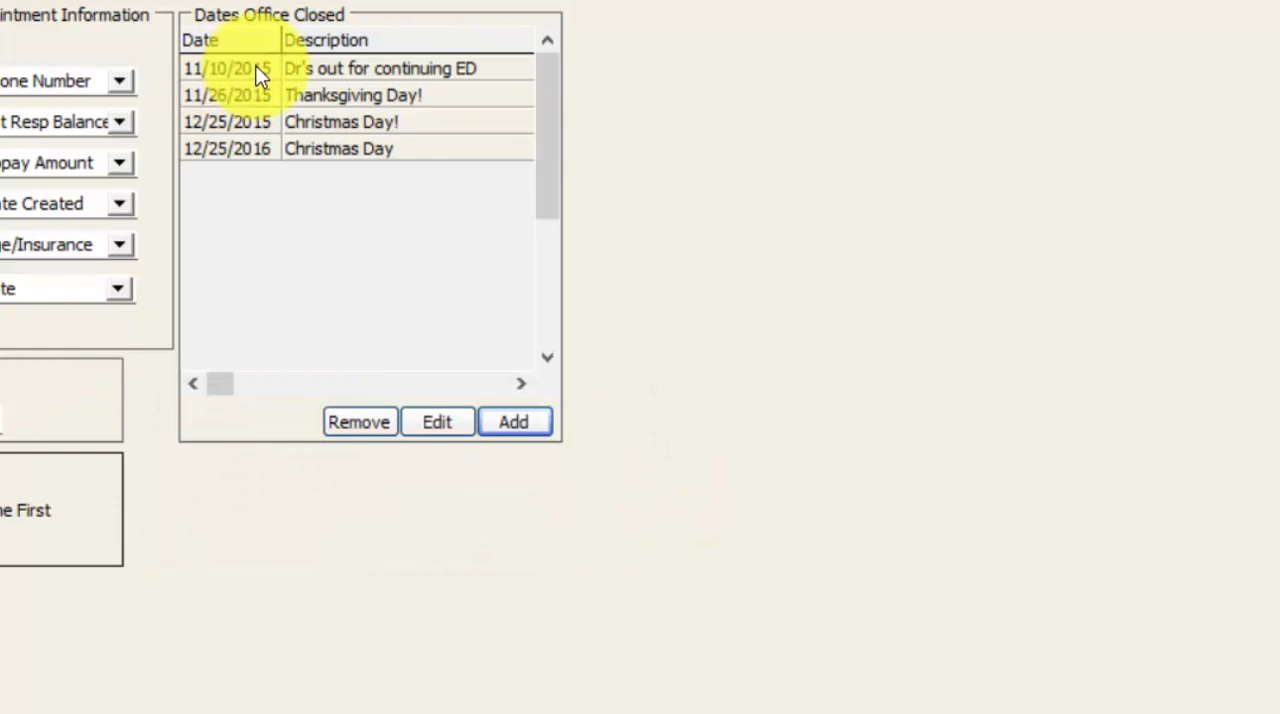 intment Information
one Number
t Resp Balance
pay Amount
te Created
e/Insurance
te
ne First
Dates Office Closed
Date Description
11/10/2015 Dr's out for continuing ED
11/26/2015 Thanksgiving Day!
12/25/2015 Christmas Day!
12/25/2016 Christmas Day
Remove Edit Add